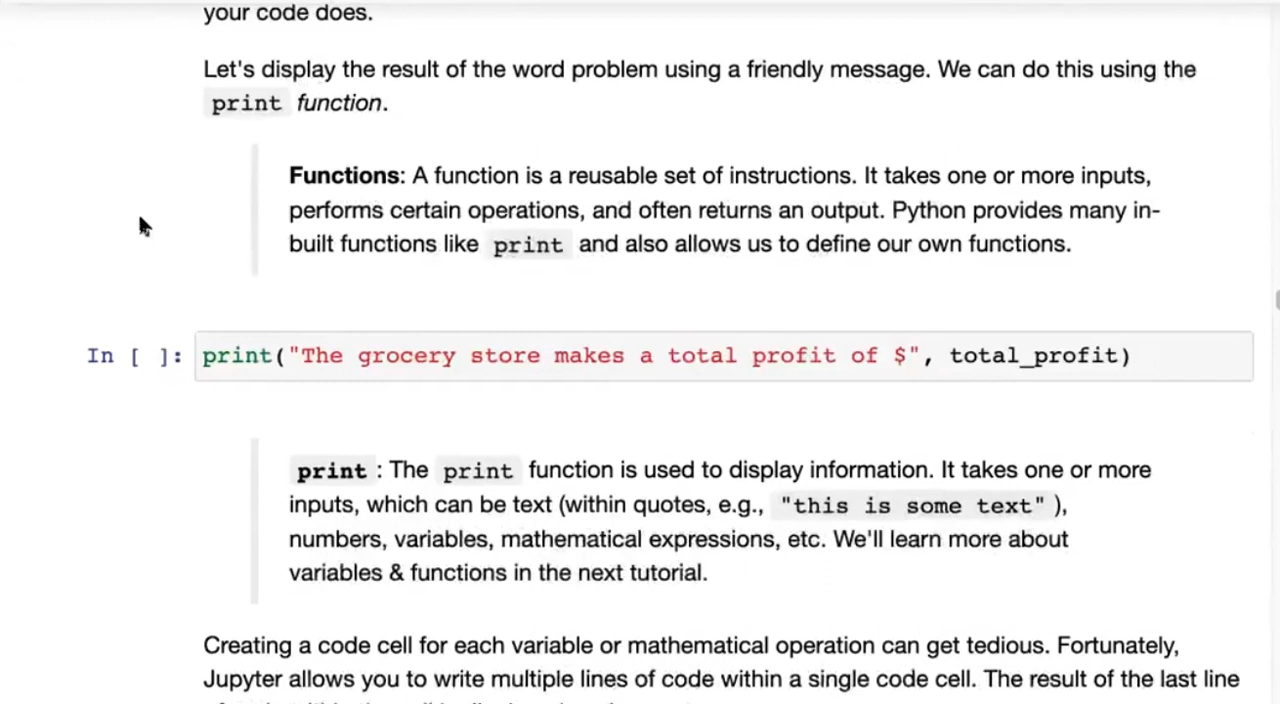 your code does.
Let's display the result of the word problem using a friendly message. We can do this using the
print function.
Functions: A function is a reusable set of instructions. It takes one or more inputs,
performs certain operations, and often returns an output. Python provides many in-
built functions like print and also allows us to define our own functions.
In [ ]: print("The grocery store makes a total profit of $", total_profit)
print : The print function is used to display information. It takes one or more
inputs, which can be text (within quotes, e.g., "this is some text" ),
numbers, variables, mathematical expressions, etc. We'll learn more about
variables & functions in the next tutorial.
Creating a code cell for each variable or mathematical operation can get tedious. Fortunately,
Jupyter allows you to write multiple lines of code within a single code cell. The result of the last line